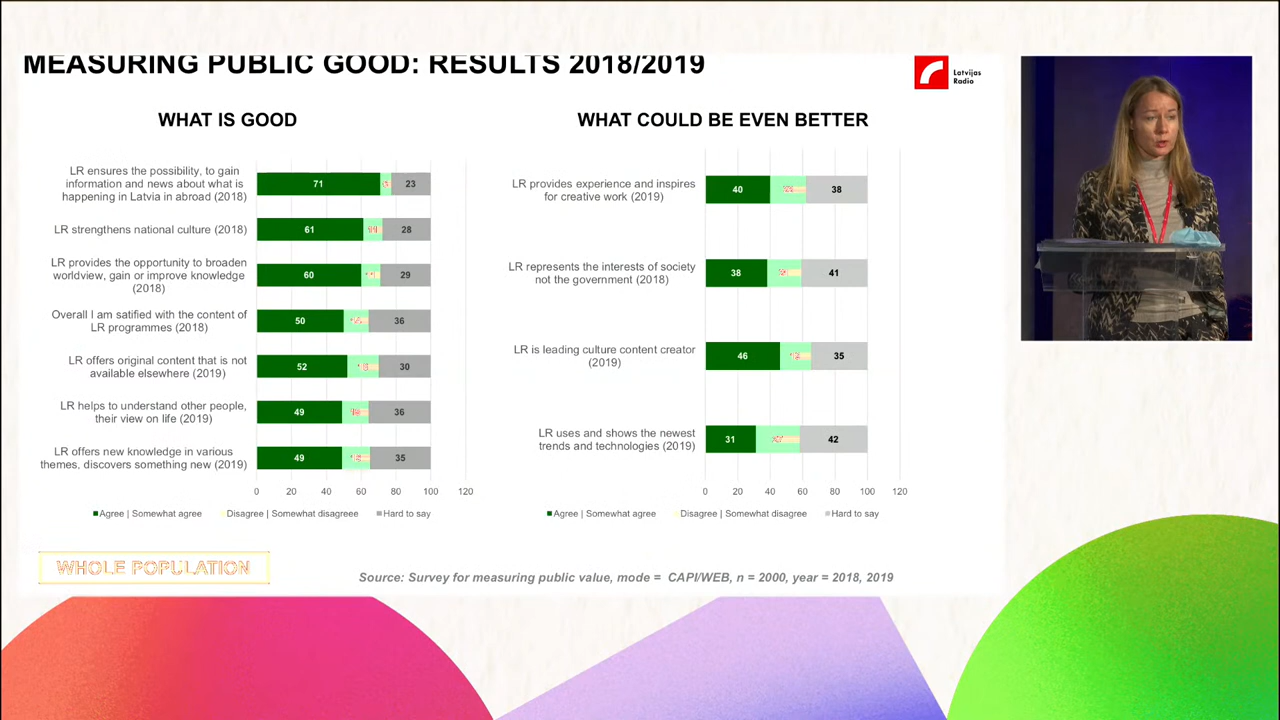 MEASURING PUBLIC GOOD: RESULTS 2018/2019
Latvijas
Radio
WHAT IS GOOD
LR ensures the possibility, to gain
information and news about what is
happening in Latvia in abroad (2018)
71
23
LR strengthens national culture (2018)
61
28
LR provides the opportunity to broaden
worldview, gain or improve knowledge
(2018)
60
29
Overall I am satified with the content of
LR programmes (2018)
50
36
LR offers original content that is not
available elsewhere (2019)
52
30
LR helps to understand other people,
their view on life (2019)
49
36
LR offers new knowledge in various
themes, discovers something new (2019)
49
35
0 20 40 60 80 100 120
Agree | Somewhat agree Disagree | Somewhat disagreee Hard to say
WHAT COULD BE EVEN BETTER
LR provides experience and inspires
for creative work (2019)
40
38
LR represents the interests of society
not the government (2018)
38
41
LR is leading culture content creator
(2019)
46
35
LR uses and shows the newest
trends and technologies (2019)
31
42
0 20 40 60 80 100 120
Agree | Somewhat agree Disagree | Somewhat disagree Hard to say
WHOLE POPULATION
Source: Survey for measuring public value, mode = CAPI/WEB, n = 2000, year = 2018, 2019